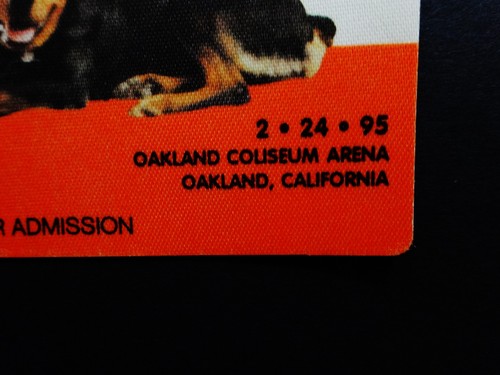 2 • 24 • 95
OAKLAND COLISEUM ARENA
OAKLAND, CALIFORNIA
ADMISSION